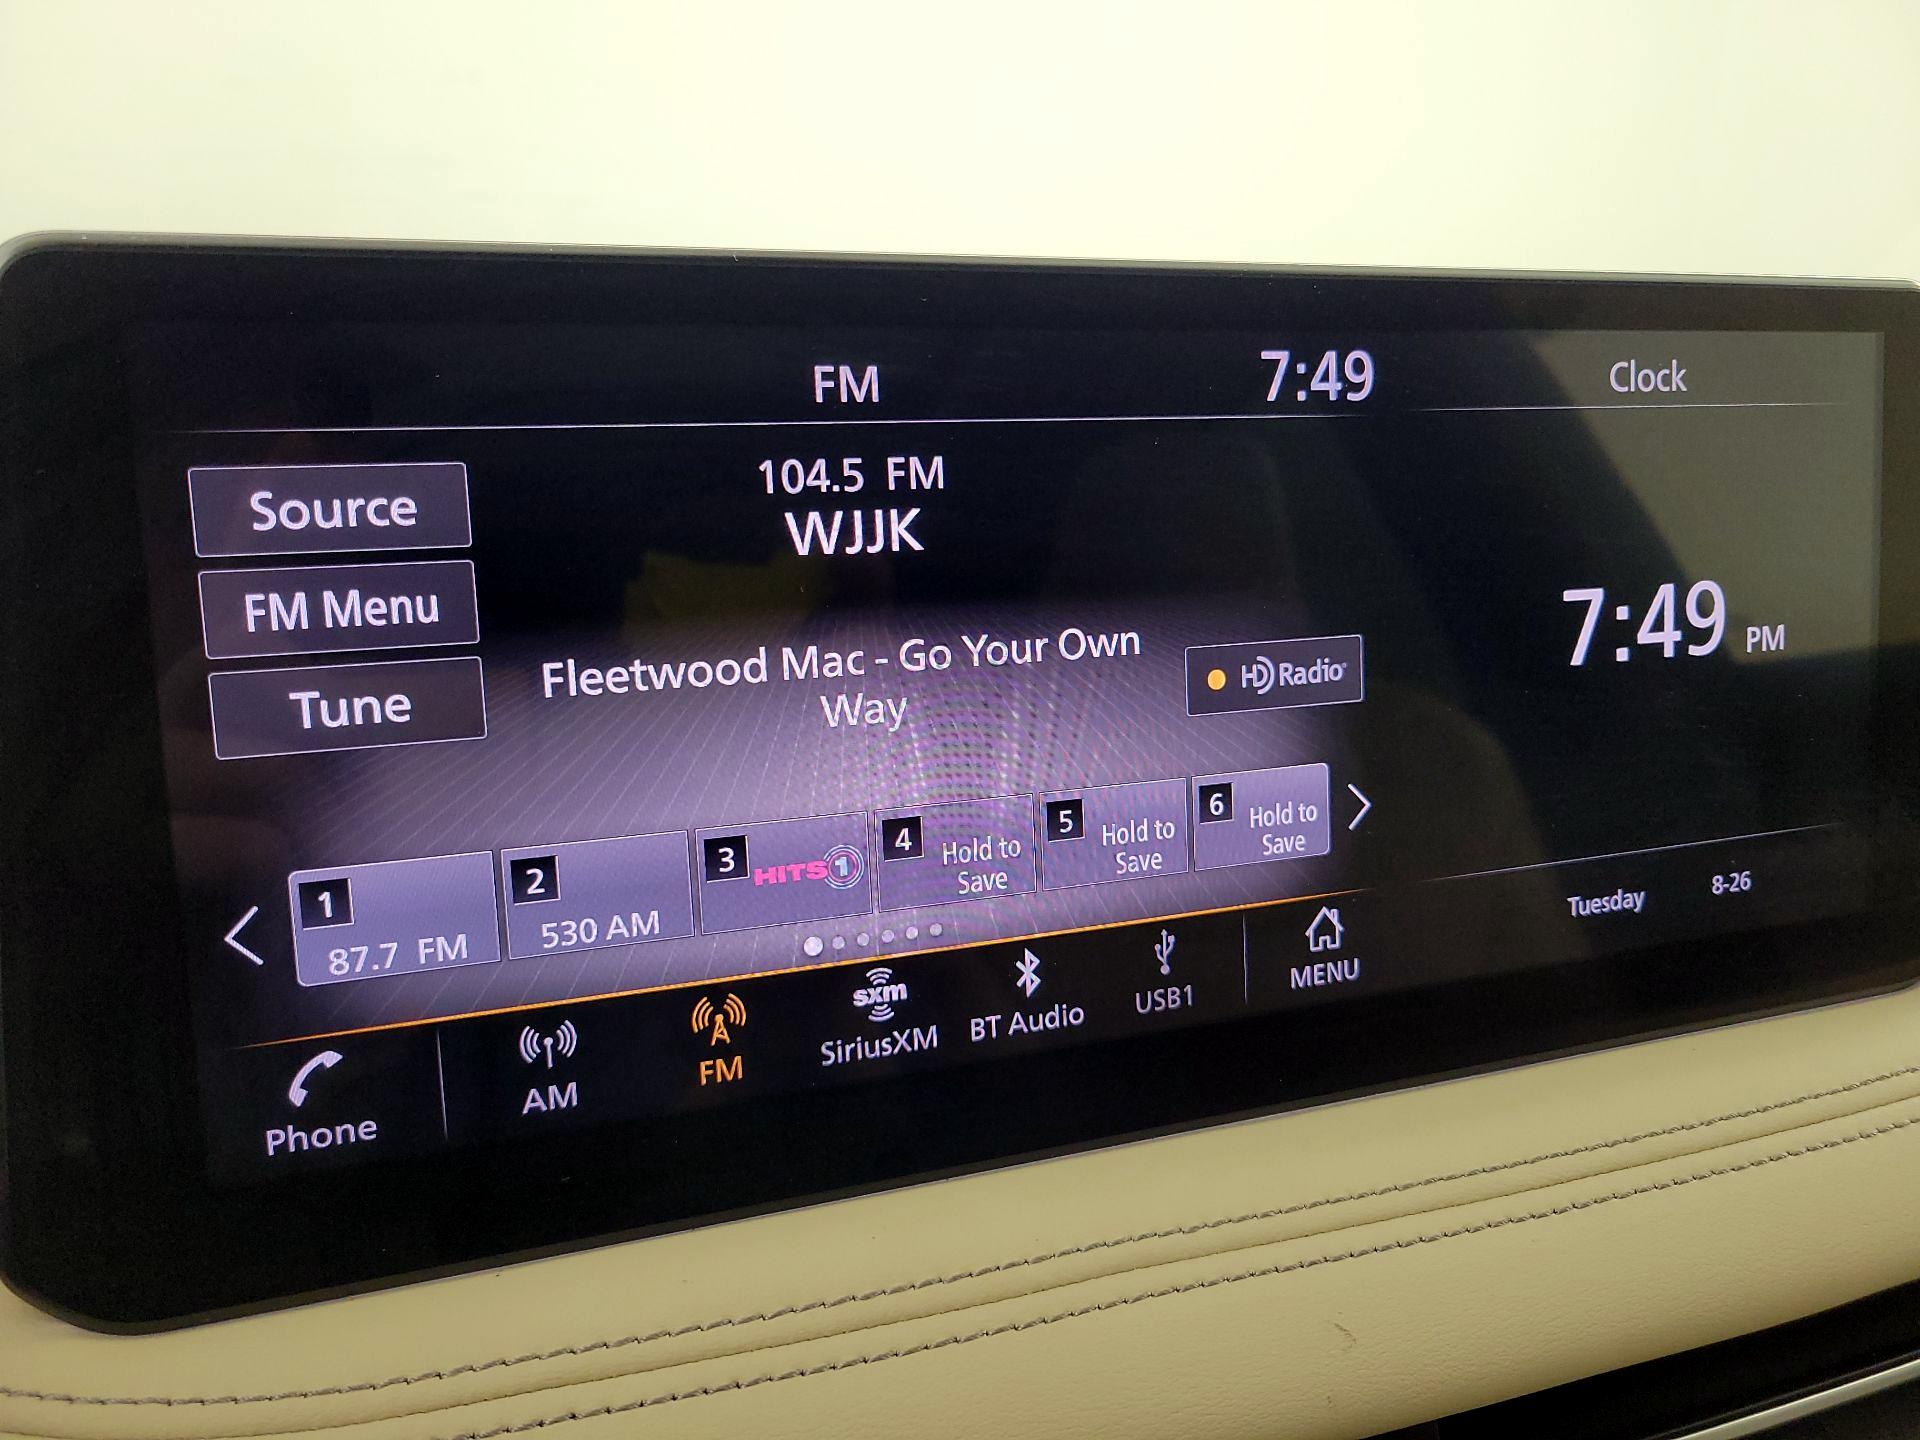 FM
7:49
Clock
104.5 FM
WJJK
Source
FM Menu
Tune
Fleetwood Mac - Go Your Own
Way
HD Radio
7:49 PM
1
87.7 FM
2
530 AM
3
HITS 1
4
Hold to
Save
5
Hold to
Save
6
Hold to
Save
Tuesday 8-26
Phone
AM
FM
sxm
SiriusXM
BT Audio
USB1
MENU